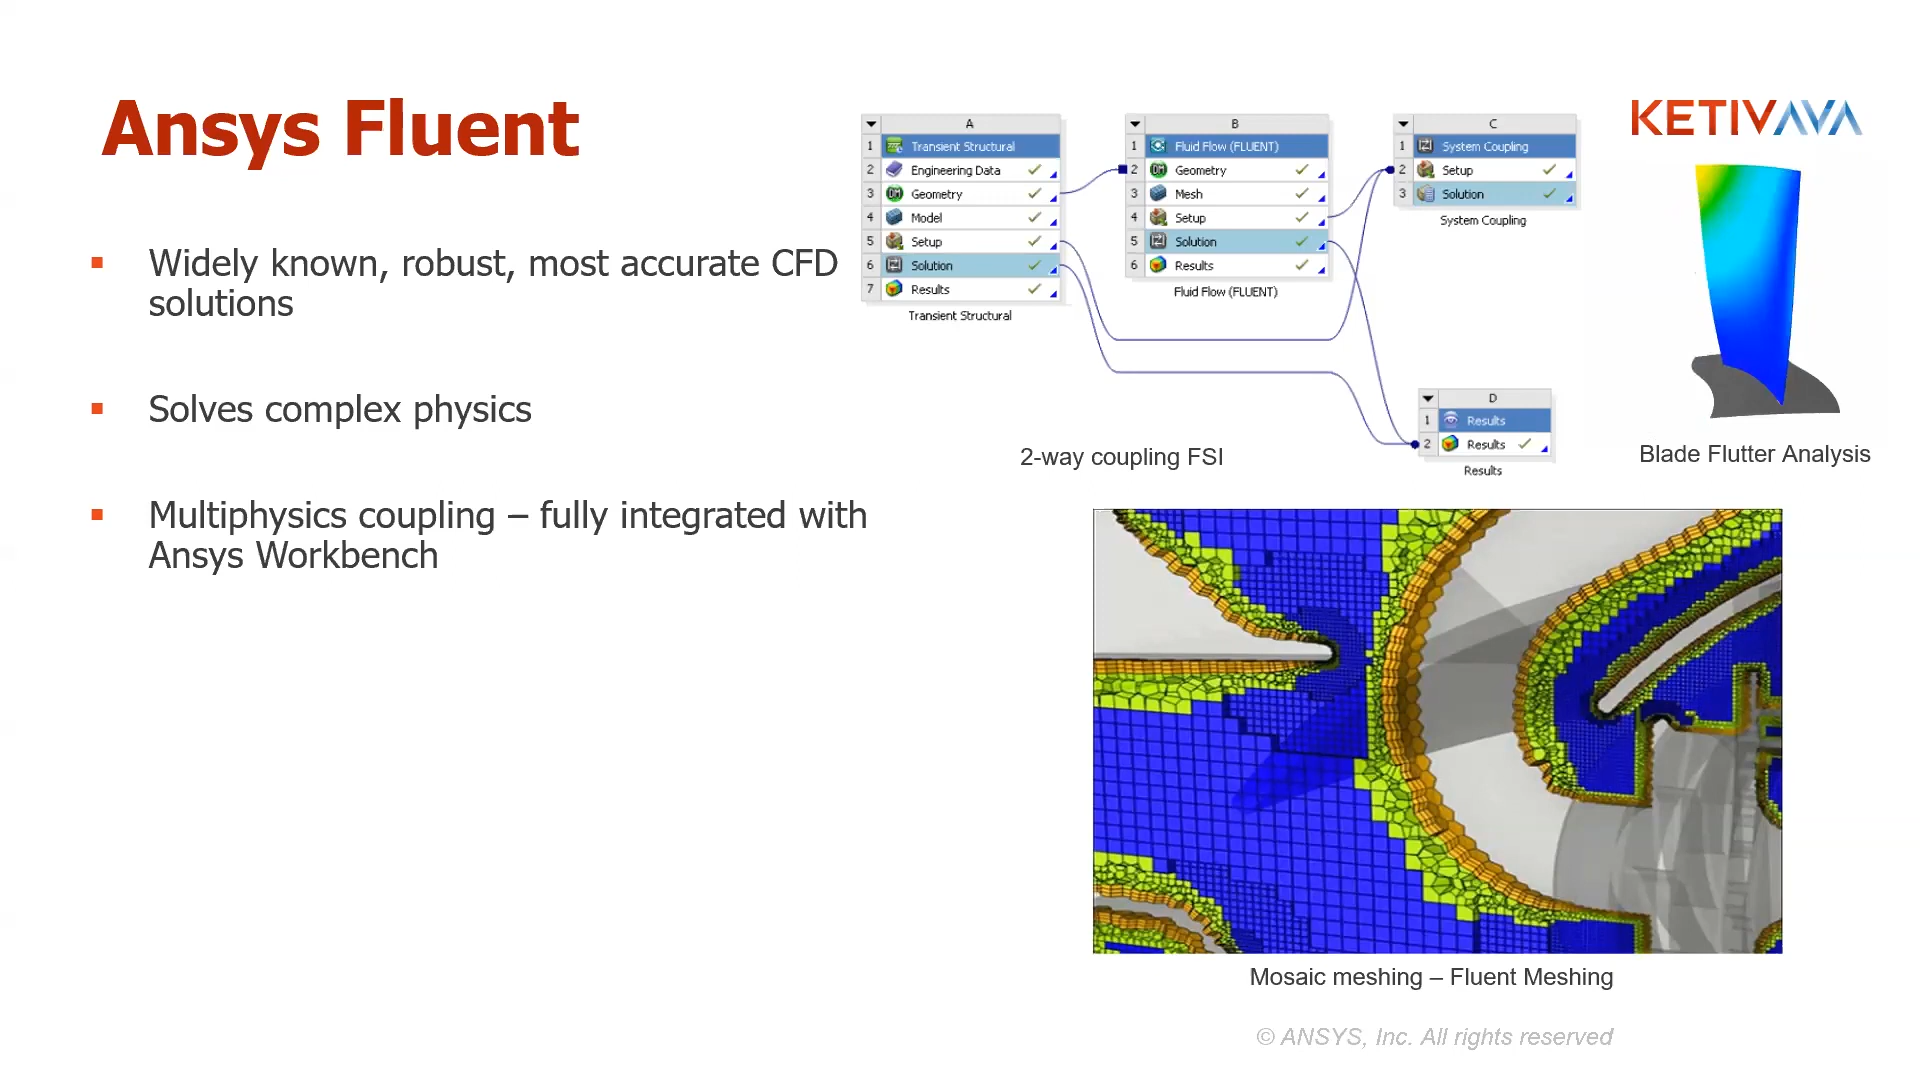 Ansys Fluent
KETIVAVA
Widely known, robust, most accurate CFD
solutions
Solves complex physics
Multiphysics coupling – fully integrated with
Ansys Workbench
A
1 Transient Structural
2 Engineering Data
3 Geometry
4 Model
5 Setup
6 Solution
7 Results
Transient Structural
B
1 Fluid Flow (FLUENT)
2 Geometry
3 Mesh
4 Setup
5 Solution
6 Results
Fluid Flow (FLUENT)
C
1 System Coupling
2 Setup
3 Solution
System Coupling
D
1 Results
2 Results
Results
2-way coupling FSI
Blade Flutter Analysis
Mosaic meshing – Fluent Meshing
© ANSYS, Inc. All rights reserved